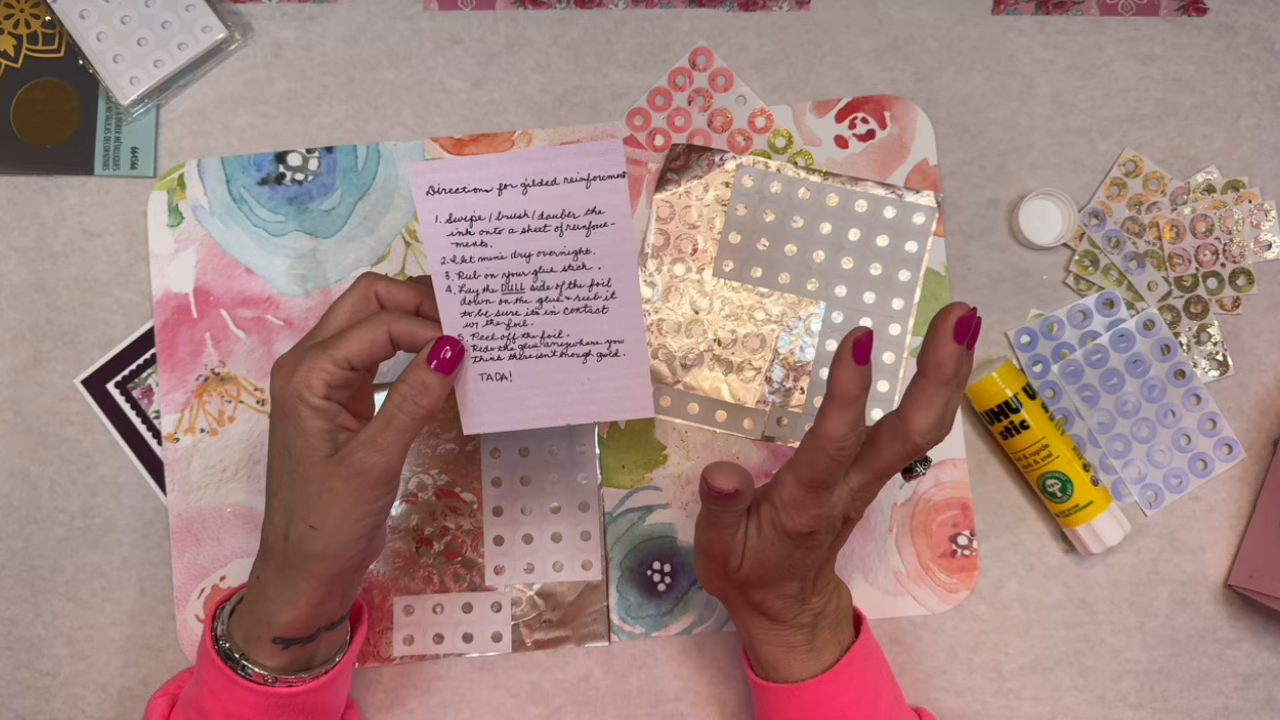 Directions for gilded reinforcement
1. Swipe / brush / dauber the
ink onto a sheet of reinforce-
ments.
2. Let mine dry overnight.
3. Rub on your glue stick.
4. Lay the DULL side of the foil
down on the glue & rub it
to be sure its in contact
w/ the foil.
5. Peel off the foil.
Redo the glue anywhere you
think there isn't enough gold.
TADA!
UHU
stic
664566